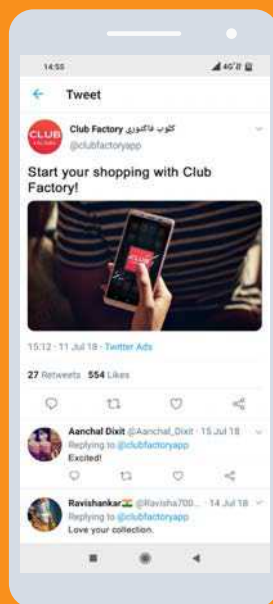 14:55
4G
Tweet
CLUB
Club Factory كلوب فاكتوري
@clubfactoryapp
Start your shopping with Club
Factory!
CLUB
15:12 · 11 Jul 18 · Twitter Ads
27 Retweets 554 Likes
Aanchal Dixit @Aanchal_Dixit · 15 Jul 18
Replying to @clubfactoryapp
Excited!
Ravishankar @Ravisha700... · 14 Jul 18
Replying to @clubfactoryapp
Love your collection.